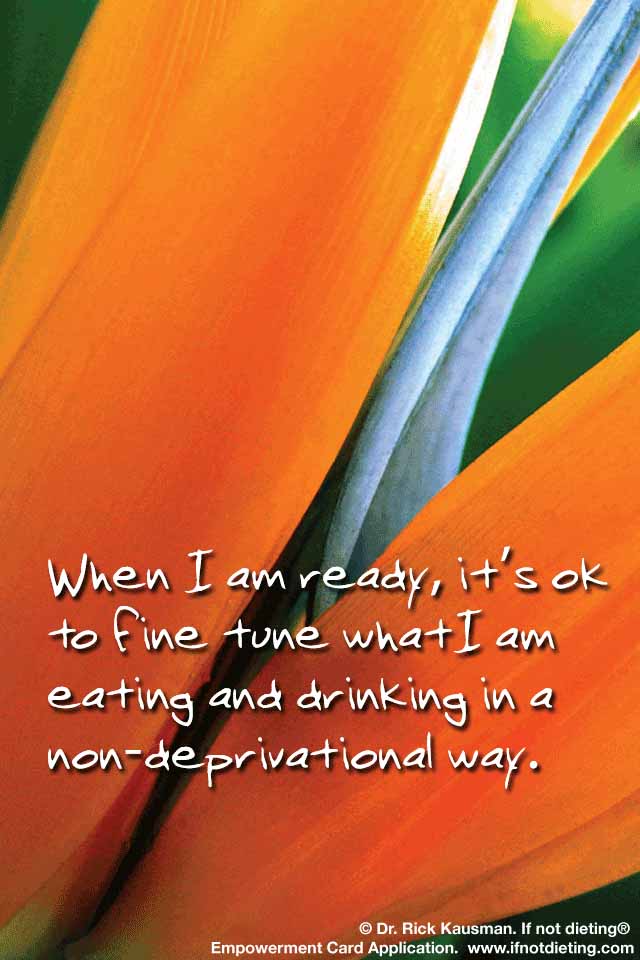 When I am ready, it's ok
to fine tune what I am
eating and drinking in a
non-deprivational way.
© Dr. Rick Kausman. If not dieting®
Empowerment Card Application. www.ifnotdieting.com